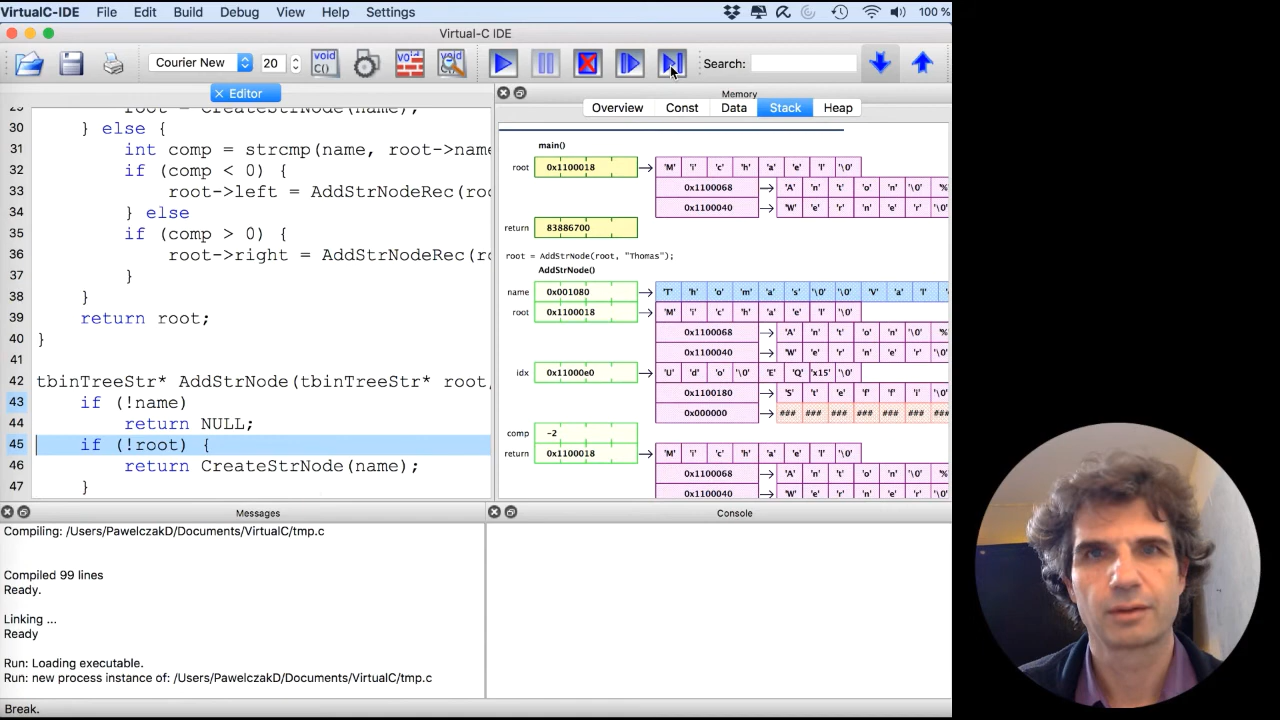 VirtualC-IDE File Edit Build Debug View Help Settings 100 %
Virtual-C IDE
Courier New 20 void C() void void C() Search:
Editor
Memory
Overview Const Data Stack Heap
29 root = CreateStrNode(name);
30 } else {
31 int comp = strcmp(name, root->name
32 if (comp < 0) {
33 root->left = AddStrNodeRec(roo
34 } else
35 if (comp > 0) {
36 root->right = AddStrNodeRec(ro
37 }
38 }
39 return root;
40 }
41
42 tbinTreeStr* AddStrNode(tbinTreeStr* root,
43 if (!name)
44 return NULL;
45 if (!root) {
46 return CreateStrNode(name);
47 }
main()
root 0x1100018 'M' 'i' 'c' 'h' 'a' 'e' 'l' '\0'
0x1100068 'A' 'n' 't' 'o' 'n' '\0' '%
0x1100040 'W' 'e' 'r' 'n' 'e' 'r' '\0'
return 83886700
root = AddStrNode(root, "Thomas");
AddStrNode()
name 0x001080 'T' 'h' 'o' 'm' 'a' 's' '\0' '\0' 'V' 'a' 'l'
root 0x1100018 'M' 'i' 'c' 'h' 'a' 'e' 'l' '\0'
0x1100068 'A' 'n' 't' 'o' 'n' '\0' '%
0x1100040 'W' 'e' 'r' 'n' 'e' 'r' '\0'
idx 0x11000e0 'U' 'd' 'o' '\0' 'E' 'Q' 'x15' '\0'
0x1100180 'S' 't' 'e' 'f' 'f' 'i' '\0'
0x000000 ### ### ### ### ### ### ###
comp -2
return 0x1100018 'M' 'i' 'c' 'h' 'a' 'e' 'l' '\0'
0x1100068 'A' 'n' 't' 'o' 'n' '\0' '%
0x1100040 'W' 'e' 'r' 'n' 'e' 'r' '\0'
Messages
Console
Compiling: /Users/PawelczakD/Documents/VirtualC/tmp.c
Compiled 99 lines
Ready.
Linking ...
Ready
Run: Loading executable.
Run: new process instance of: /Users/PawelczakD/Documents/VirtualC/tmp.c
Break.